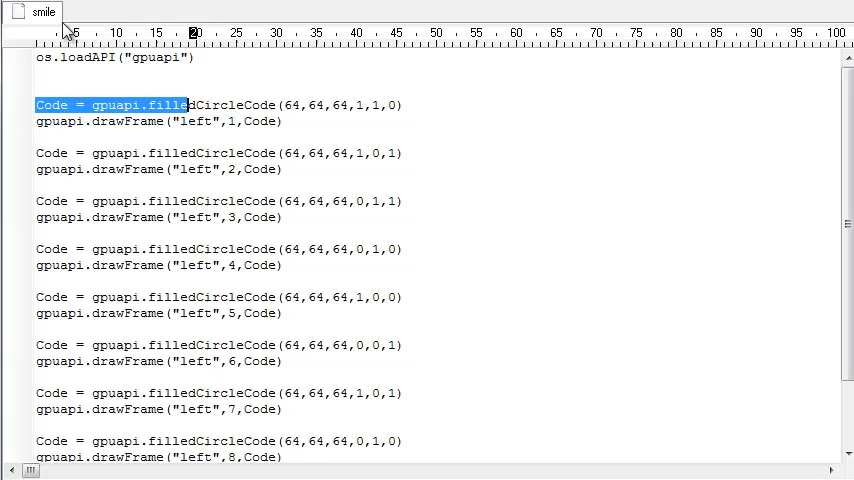 smile
5 10 15 20 25 30 35 40 45 50 55 60 65 70 75 80 85 90 95 100
os.loadAPI("gpuapi")
Code = gpuapi.filledCircleCode(64,64,64,1,1,0)
gpuapi.drawFrame("left",1,Code)
Code = gpuapi.filledCircleCode(64,64,64,1,0,1)
gpuapi.drawFrame("left",2,Code)
Code = gpuapi.filledCircleCode(64,64,64,0,1,1)
gpuapi.drawFrame("left",3,Code)
Code = gpuapi.filledCircleCode(64,64,64,0,1,0)
gpuapi.drawFrame("left",4,Code)
Code = gpuapi.filledCircleCode(64,64,64,1,0,0)
gpuapi.drawFrame("left",5,Code)
Code = gpuapi.filledCircleCode(64,64,64,0,0,1)
gpuapi.drawFrame("left",6,Code)
Code = gpuapi.filledCircleCode(64,64,64,1,0,1)
gpuapi.drawFrame("left",7,Code)
Code = gpuapi.filledCircleCode(64,64,64,0,1,0)
gpuapi.drawFrame("left",8,Code)